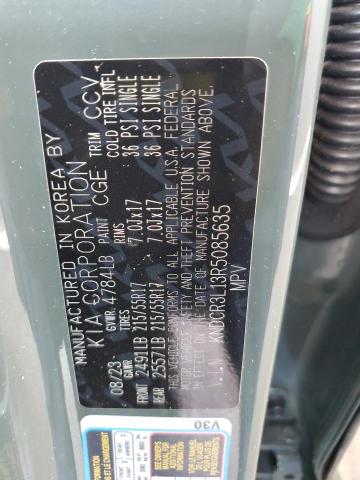 MANUFACTURED IN KOREA BY
KIA CORPORATION
08/23 GVWR: 4784LB CGE TRIM CCV
GAWR TIRES RIMS COLD TIRE INFL
FRONT 2491LB 215/55R17 7.0JX17 36 PSI SINGLE
REAR 2557LB 215/55R17 7.0JX17 36 PSI SINGLE
THIS VEHICLE CONFORMS TO ALL APPLICABLE U.S.A. FEDERAL
MOTOR VEHICLE SAFETY AND THEFT PREVENTION STANDARDS
IN EFFECT ON THE DATE OF MANUFACTURE SHOWN ABOVE.
V.I.N : KNDCR3L13R5085635
MPV
V30